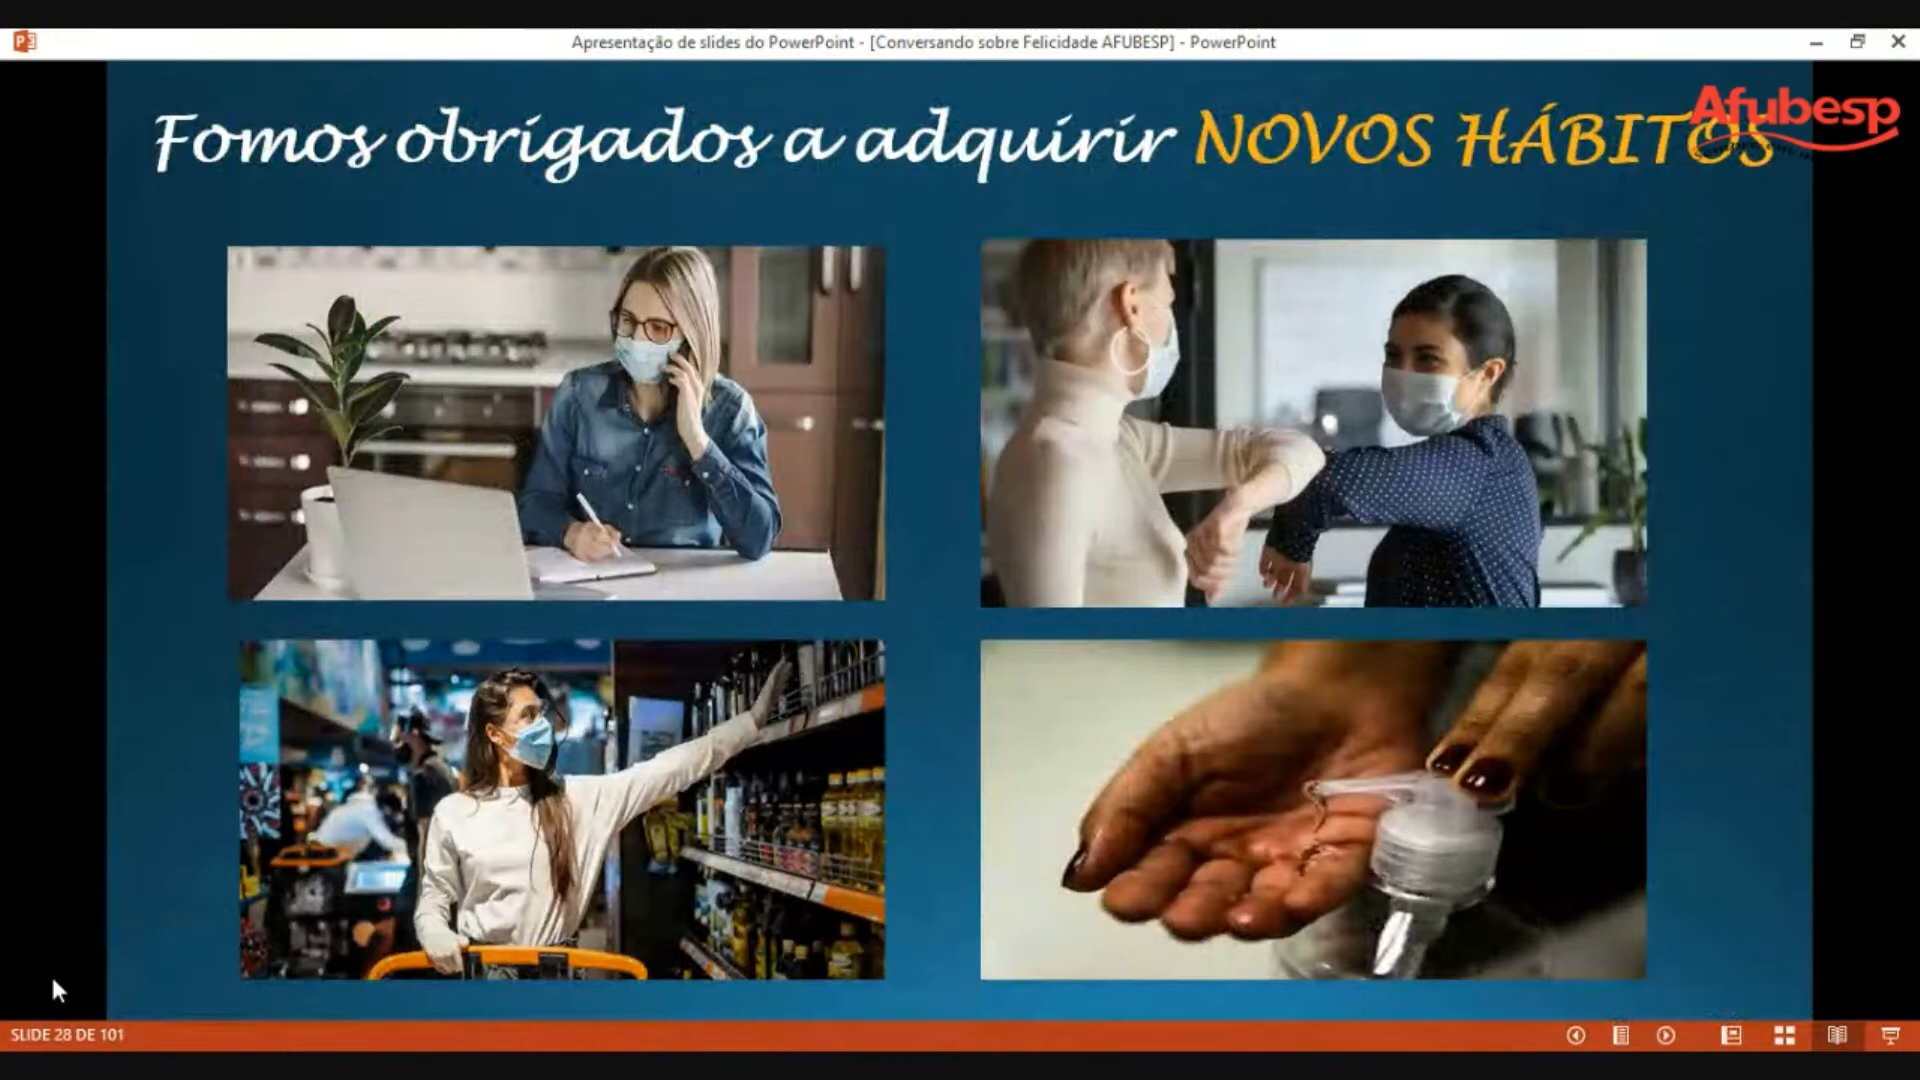 Apresentação de slides do PowerPoint - [Conversando sobre Felicidade AFUBESP] - PowerPoint
Fomos obrigados a adquirir NOVOS HÁBITOS
Afubesp
SLIDE 28 DE 101